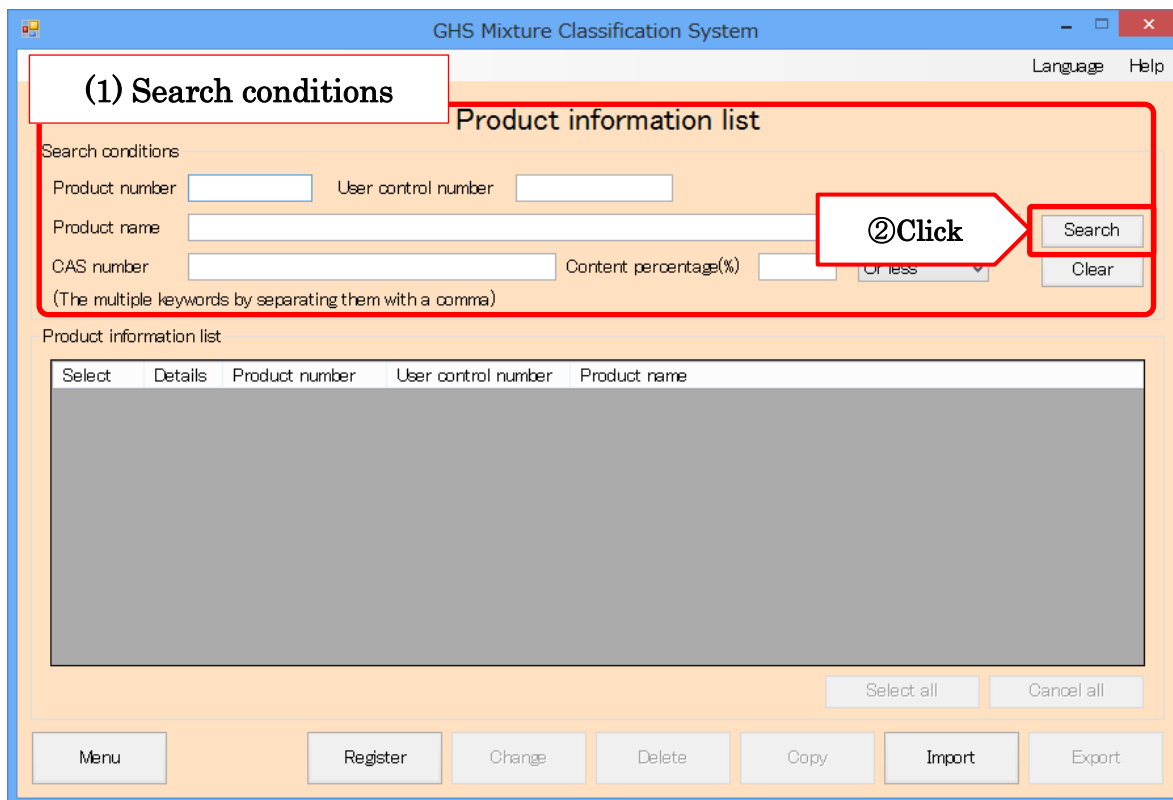 GHS Mixture Classification System
Language Help
(1) Search conditions
Product information list
Search conditions
Product number User control number
Product name
②Click
Search
CAS number Content percentage(%) Or less
Clear
(The multiple keywords by separating them with a comma)
Product information list
Select Details Product number User control number Product name
Select all Cancel all
Menu Register Change Delete Copy Import Export